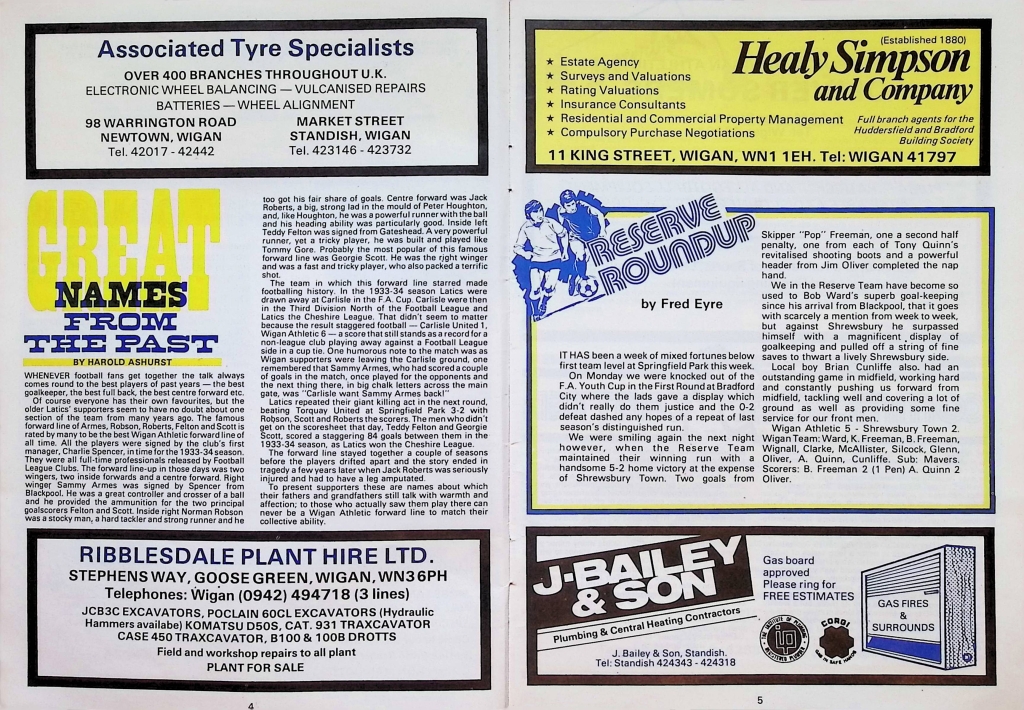 Associated Tyre Specialists
OVER 400 BRANCHES THROUGHOUT U.K.
ELECTRONIC WHEEL BALANCING — VULCANISED REPAIRS
BATTERIES — WHEEL ALIGNMENT
98 WARRINGTON ROAD
NEWTOWN, WIGAN
Tel. 42017 - 42442
MARKET STREET
STANDISH, WIGAN
Tel. 423146 - 423732
GREAT
NAMES
FROM
THE PAST
BY HAROLD ASHURST
WHENEVER football fans get together the talk always
comes round to the best players of past years — the best
goalkeeper, the best full back, the best centre forward etc.
Of course everyone has their own favourites, but the
older Latics' supporters seem to have no doubt about one
section of the team from many years ago. The famous
forward line of Armes, Robson, Roberts, Felton and Scott is
rated by many to be the best Wigan Athletic forward line of
all time. All the players were signed by the club's first
manager, Charlie Spencer, in time for the 1933-34 season.
They were all full-time professionals released by Football
League Clubs. The forward line-up in those days was two
wingers, two inside forwards and a centre forward. Right
winger Sammy Armes was signed by Spencer from
Blackpool. He was a great controller and crosser of a ball
and he provided the ammunition for the two principal
goalscorers Felton and Scott. Inside right Norman Robson
was a stocky man, a hard tackler and strong runner and he
too got his fair share of goals. Centre forward was Jack
Roberts, a big, strong lad in the mould of Peter Houghton,
and, like Houghton, he was a powerful runner with the ball
and his heading ability was particularly good. Inside left
Teddy Felton was signed from Gateshead. A very powerful
runner, yet a tricky player, he was built and played like
Tommy Gore. Probably the most popular of this famous
forward line was Georgie Scott. He was the right winger
and was a fast and tricky player, who also packed a terrific
shot.
The team in which this forward line starred made
footballing history. In the 1933-34 season Latics were
drawn away at Carlisle in the F.A. Cup. Carlisle were then
in the Third Division North of the Football League and
Latics the Cheshire League. That didn't seem to matter
because the result staggered football — Carlisle United 1,
Wigan Athletic 6 — a score that still stands as a record for a
non-league club playing away against a Football League
side in a cup tie. One humorous note to the match was as
Wigan supporters were leaving the Carlisle ground, one
remembered that Sammy Armes, who had scored a couple
of goals in the match, once played for the opponents and
the next thing there, in big chalk letters across the main
gate, was "Carlisle want Sammy Armes back!"
Latics repeated their giant killing act in the next round,
beating Torquay United at Springfield Park 3-2 with
Robson, Scott and Roberts the scorers. The men who didn't
get on the scoresheet that day, Teddy Felton and Georgie
Scott, scored a staggering 84 goals between them in the
1933-34 season, as Latics won the Cheshire League.
The forward line stayed together a couple of seasons
before the players drifted apart and the story ended in
tragedy a few years later when Jack Roberts was seriously
injured and had to have a leg amputated.
To present supporters these are names about which
their fathers and grandfathers still talk with warmth and
affection; to those who actually saw them play there can
never be a Wigan Athletic forward line to match their
collective ability.
RIBBLESDALE PLANT HIRE LTD.
STEPHENS WAY, GOOSE GREEN, WIGAN, WN3 6PH
Telephones: Wigan (0942) 494718 (3 lines)
JCB3C EXCAVATORS, POCLAIN 60CL EXCAVATORS (Hydraulic
Hammers availabe) KOMATSU D50S, CAT. 931 TRAXCAVATOR
CASE 450 TRAXCAVATOR, B100 & 100B DROTTS
Field and workshop repairs to all plant
PLANT FOR SALE
4
(Established 1880)
Healy Simpson
and Company
★ Estate Agency
★ Surveys and Valuations
★ Rating Valuations
★ Insurance Consultants
★ Residential and Commercial Property Management
★ Compulsory Purchase Negotiations
Full branch agents for the
Huddersfield and Bradford
Building Society
11 KING STREET, WIGAN, WN1 1EH. Tel: WIGAN 41797
RESERVE
ROUNDUP
by Fred Eyre
IT HAS been a week of mixed fortunes below
first team level at Springfield Park this week.
On Monday we were knocked out of the
F.A. Youth Cup in the First Round at Bradford
City where the lads gave a display which
didn't really do them justice and the 0-2
defeat dashed any hopes of a repeat of last
season's distinguished run.
We were smiling again the next night
however, when the Reserve Team
maintained their winning run with a
handsome 5-2 home victory at the expense
of Shrewsbury Town. Two goals from
Skipper "Pop" Freeman, one a second half
penalty, one from each of Tony Quinn's
revitalised shooting boots and a powerful
header from Jim Oliver completed the nap
hand.
We in the Reserve Team have become so
used to Bob Ward's superb goal-keeping
since his arrival from Blackpool, that it goes
with scarcely a mention from week to week,
but against Shrewsbury he surpassed
himself with a magnificent display of
goalkeeping and pulled off a string of fine
saves to thwart a lively Shrewsbury side.
Local boy Brian Cunliffe also. had an
outstanding game in midfield, working hard
and constantly pushing us forward from
midfield, tackling well and covering a lot of
ground as well as providing some fine
service for our front men.
Wigan Athletic 5 - Shrewsbury Town 2.
Wigan Team: Ward, K. Freeman, B. Freeman,
Wignall, Clarke, McAllister, Silcock, Glenn,
Oliver, A. Quinn, Cunliffe. Sub: Mavers.
Scorers: B. Freeman 2 (1 Pen) A. Quinn 2
Oliver.
J·BAILEY
& SON
Plumbing & Central Heating Contractors
Gas board
approved
Please ring for
FREE ESTIMATES
J. Bailey & Son, Standish.
Tel: Standish 424343 - 424318
THE INSTITUTE OF PLUMBING
ip
REGISTERED PLUMBER
CORGI
GAS FIRES
&
SURROUNDS
5